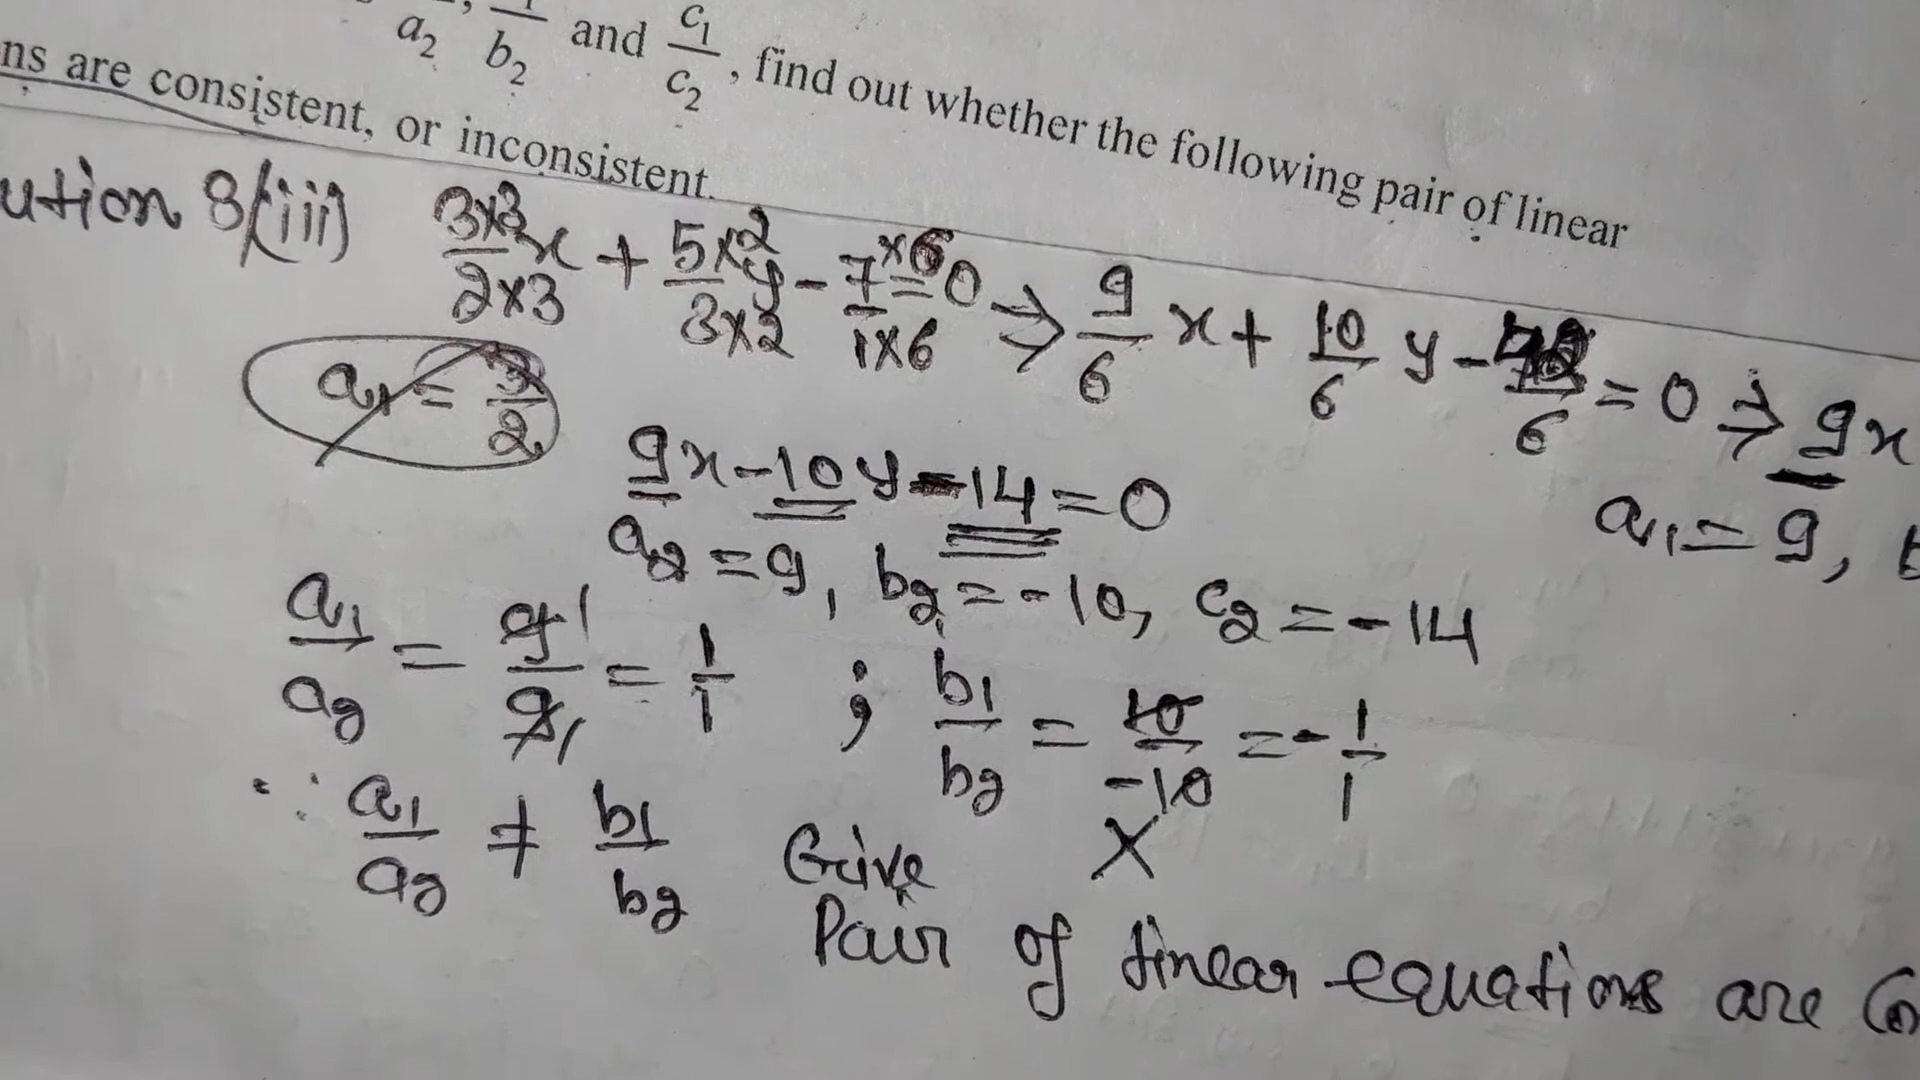 a₂ b₂ and c₁/c₂, find out whether the following pair of linear
ns are consistent, or inconsistent.
ution 3(iii) 3×3/2×3 x + 5×2/3×2 y - 7×6/1×6 = 0 ⇒ 9/6 x + 10/6 y - 42/6 = 0 ⇒ 9x
a₁ = 3/2
a₁ = 9,
9x - 10y - 14 = 0
a₂ = 9, b₂ = -10, c₂ = -14
a₁/a₂ = 9/9 = 1/1 ; b₁/b₂ = 10/-10 = -1/1
∵ a₁/a₂ ≠ b₁/b₂ Give X
Pair of linear equations are